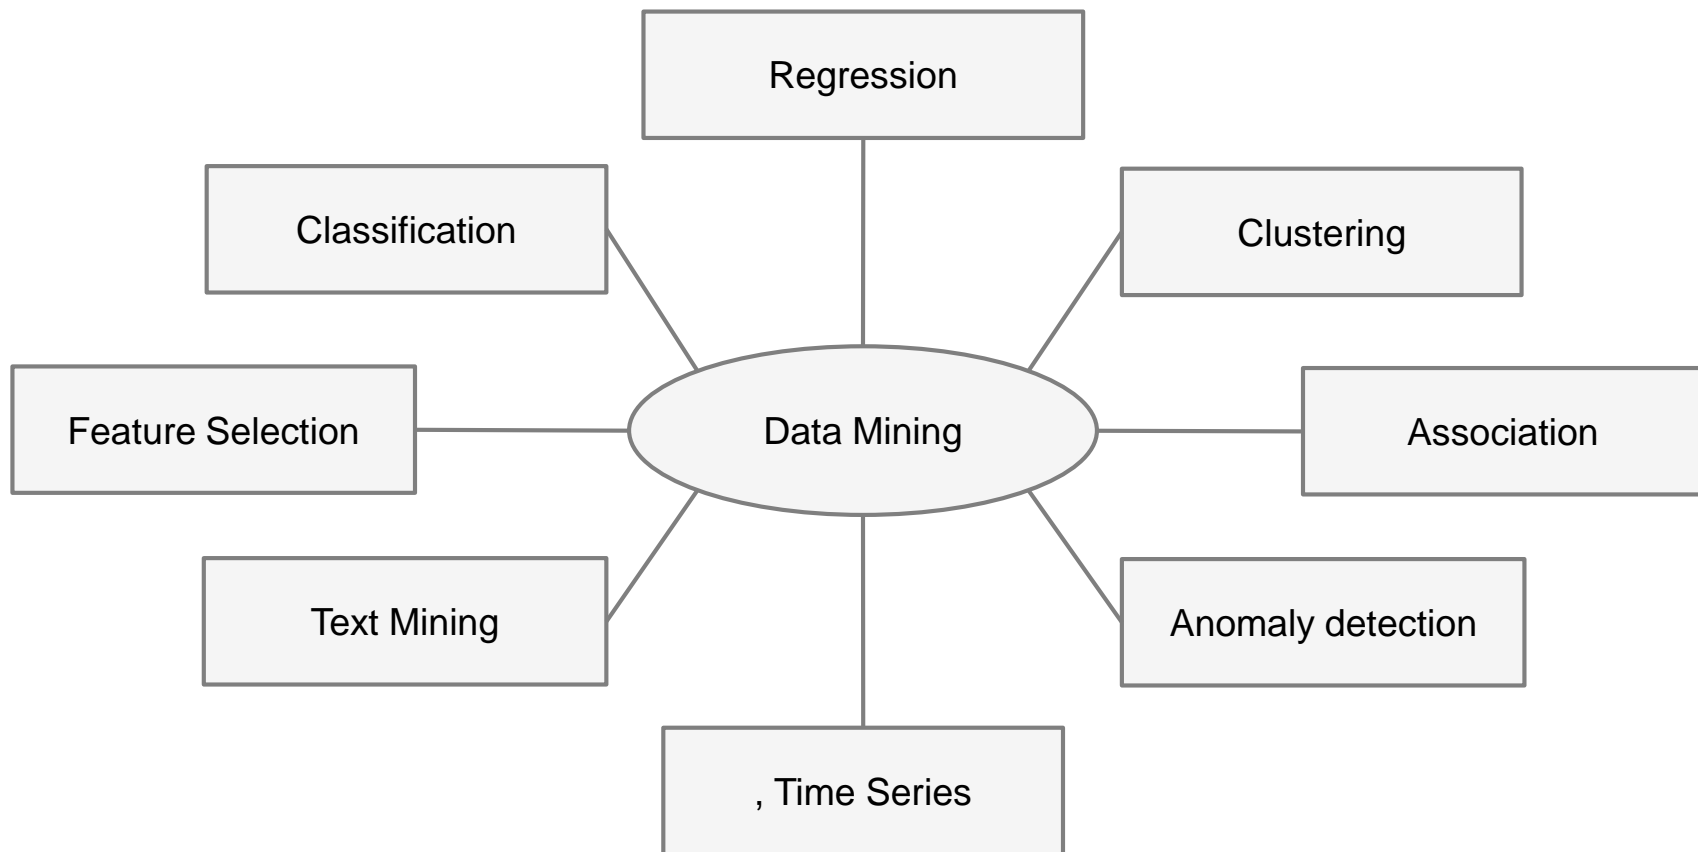 Regression
Classification
Clustering
Feature Selection
Data Mining
Association
Text Mining
Anomaly detection
, Time Series